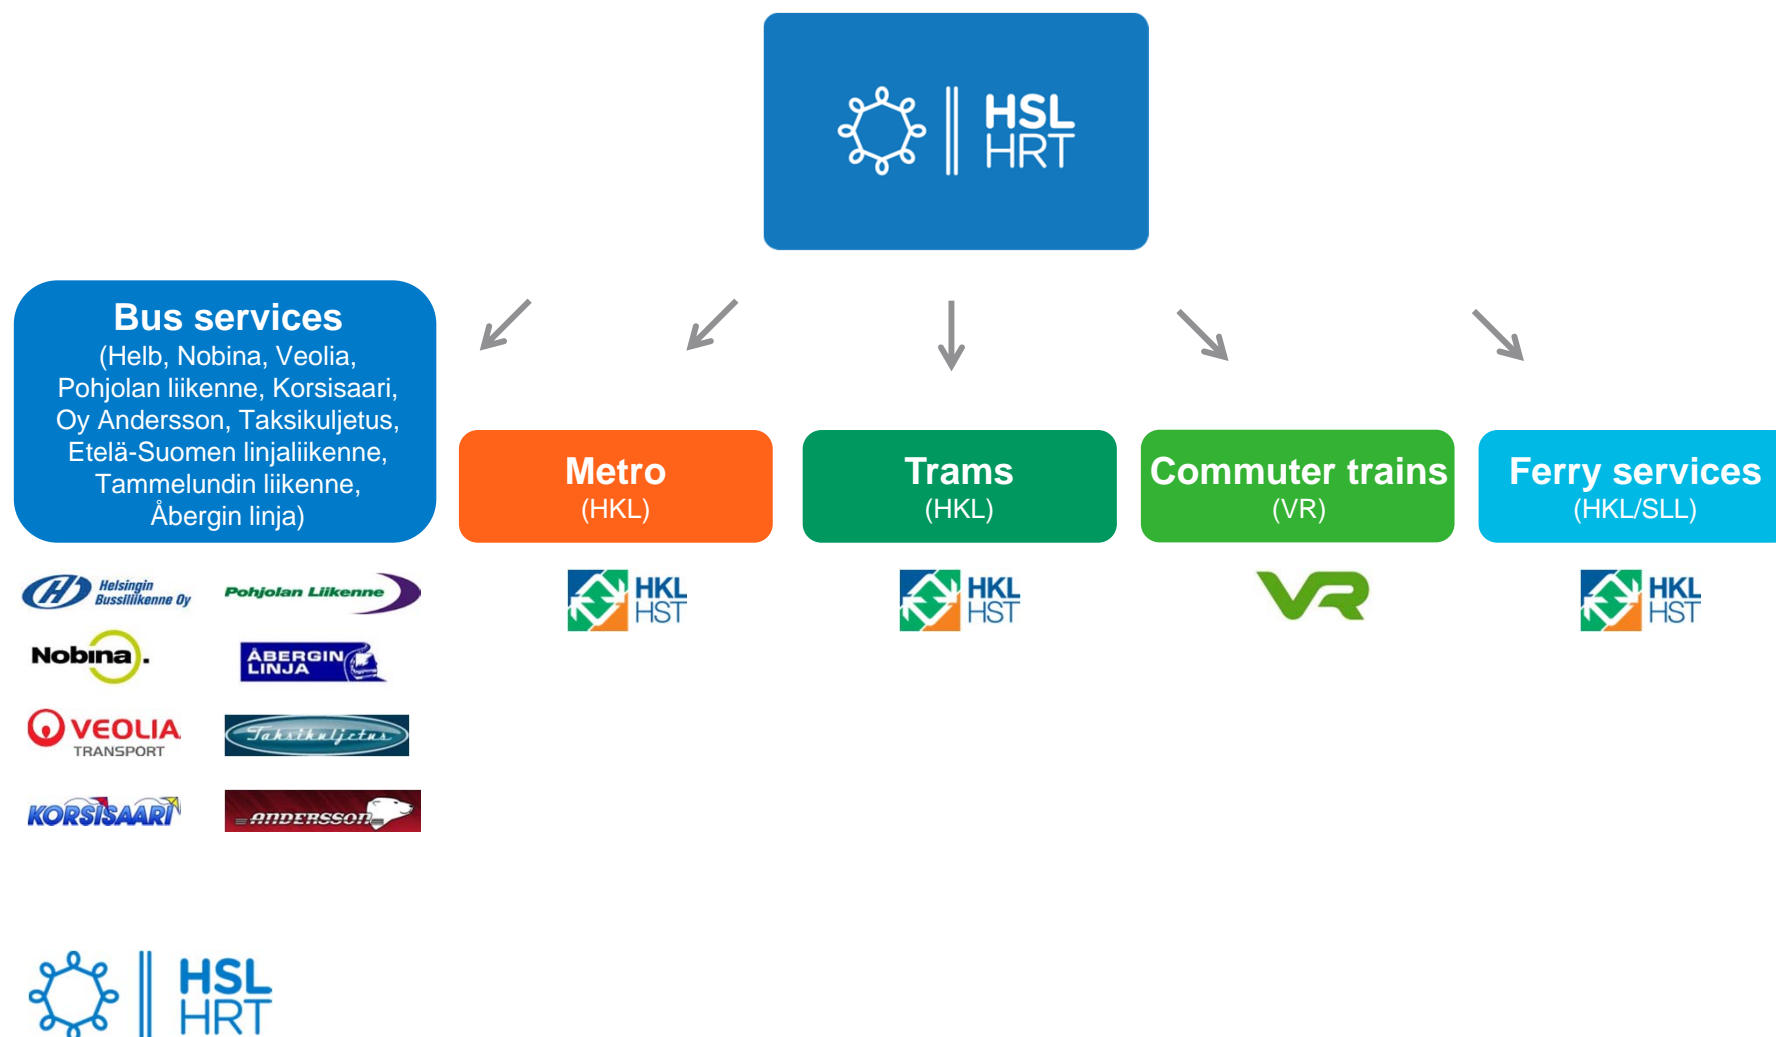 HSL
HRT
Bus services
(Helb, Nobina, Veolia,
Pohjolan liikenne, Korsisaari,
Oy Andersson, Taksikuljetus,
Etelä-Suomen linjaliikenne,
Tammelundin liikenne,
Åbergin linja)
Metro
(HKL)
Trams
(HKL)
Commuter trains
(VR)
Ferry services
(HKL/SLL)
Helsingin
Bussiliikenne Oy
Pohjolan Liikenne
Nobina.
ÅBERGIN
LINJA
VEOLIA
TRANSPORT
Taksikuljetus
KORSISAARI
ANDERSSON
HKL
HST
HKL
HST
VR
HKL
HST
HSL
HRT